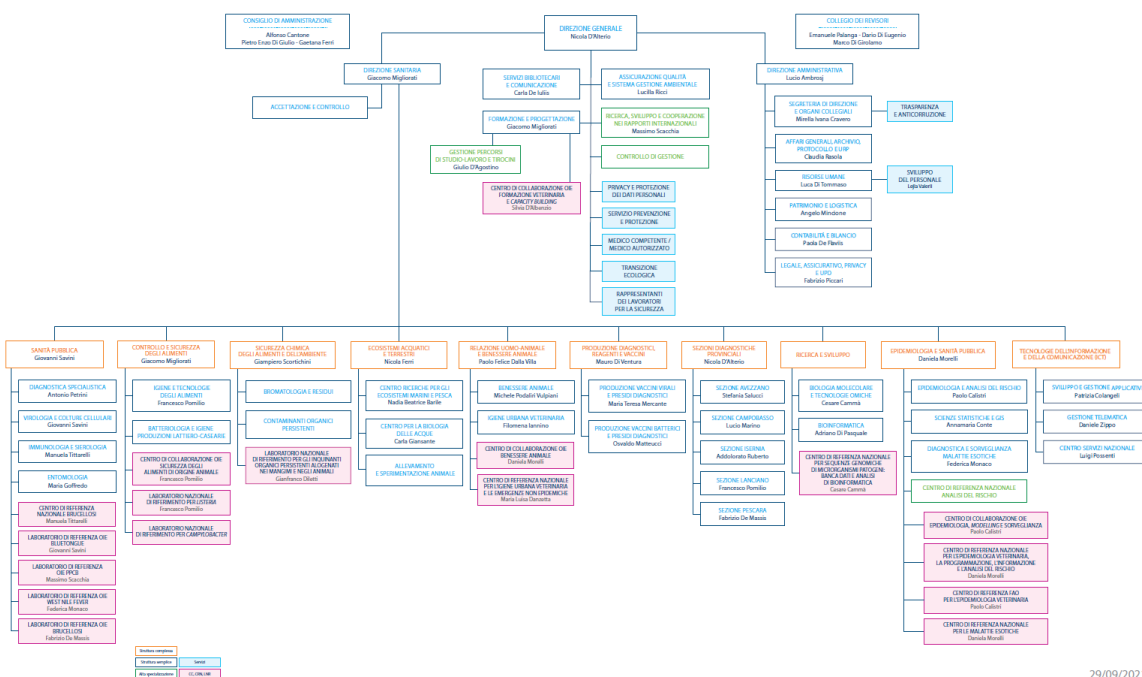 CONSIGLIO DI AMMINISTRAZIONE
Alfonso Cantone
Pietro Enzo Di Giulio - Gaetana Ferri
DIREZIONE GENERALE
Nicola D'Alterio
COLLEGIO DEI REVISORI
Emanuele Palanga - Dario Di Eugenio
Marco Di Girolamo
DIREZIONE SANITARIA
Giacomo Migliorati
ACCETTAZIONE E CONTROLLO
SERVIZI BIBLIOTECARI
E COMUNICAZIONE
Carla De Iuliis
ASSICURAZIONE QUALITÀ
E SISTEMA GESTIONE AMBIENTALE
Lucilla Ricci
FORMAZIONE E PROGETTAZIONE
Giacomo Migliorati
RICERCA, SVILUPPO E COOPERAZIONE
NEI RAPPORTI INTERNAZIONALI
Massimo Scacchia
GESTIONE PERCORSI
DI STUDIO-LAVORO E TIROCINI
Giulio D'Agostino
CONTROLLO DI GESTIONE
CENTRO DI COLLABORAZIONE OIE
FORMAZIONE VETERINARIA
E CAPACITY BUILDING
Silvia D'Albenzio
PRIVACY E PROTEZIONE
DEI DATI PERSONALI
SERVIZIO PREVENZIONE
E PROTEZIONE
MEDICO COMPETENTE /
MEDICO AUTORIZZATO
TRANSIZIONE
ECOLOGICA
RAPPRESENTANTI
DEI LAVORATORI
PER LA SICUREZZA
DIREZIONE AMMINISTRATIVA
Lucio Ambrosj
SEGRETERIA DI DIREZIONE
E ORGANI COLLEGIALI
Mirella Ivana Cravero
TRASPARENZA
E ANTICORRUZIONE
AFFARI GENERALI, ARCHIVIO,
PROTOCOLLO E URP
Claudia Rasola
RISORSE UMANE
Luca Di Tommaso
SVILUPPO
DEL PERSONALE
Lejla Valerii
PATRIMONIO E LOGISTICA
Angelo Mincione
CONTABILITÀ E BILANCIO
Paola De Flaviis
LEGALE, ASSICURATIVO, PRIVACY
E UPD
Fabrizio Piccari
SANITÀ PUBBLICA
Giovanni Savini
DIAGNOSTICA SPECIALISTICA
Antonio Petrini
VIROLOGIA E COLTURE CELLULARI
Giovanni Savini
IMMUNOLOGIA E SIEROLOGIA
Manuela Tittarelli
ENTOMOLOGIA
Maria Goffredo
CENTRO DI REFERENZA
NAZIONALE BRUCELLOSI
Manuela Tittarelli
LABORATORIO DI REFERENZA OIE
BLUETONGUE
Giovanni Savini
LABORATORIO DI REFERENZA
OIE PPCB
Massimo Scacchia
LABORATORIO DI REFERENZA OIE
WEST NILE FEVER
Federica Monaco
LABORATORIO DI REFERENZA OIE
BRUCELLOSI
Fabrizio De Massis
CONTROLLO E SICUREZZA
DEGLI ALIMENTI
Giacomo Migliorati
IGIENE E TECNOLOGIE
DEGLI ALIMENTI
Francesco Pomilio
BATTERIOLOGIA E IGIENE
PRODUZIONI LATTIERO-CASEARIE
CENTRO DI COLLABORAZIONE OIE
SICUREZZA DEGLI
ALIMENTI DI ORIGINE ANIMALE
Francesco Pomilio
LABORATORIO NAZIONALE
DI RIFERIMENTO PER LISTERIA
Francesco Pomilio
LABORATORIO NAZIONALE
DI RIFERIMENTO PER CAMPYLOBACTER
SICUREZZA CHIMICA
DEGLI ALIMENTI E DELL'AMBIENTE
Giampiero Scortichini
BROMATOLOGIA E RESIDUI
CONTAMINANTI ORGANICI
PERSISTENTI
LABORATORIO NAZIONALE
DI RIFERIMENTO PER GLI INQUINANTI
ORGANICI PERSISTENTI ALOGENATI
NEI MANGIMI E NEGLI ANIMALI
Gianfranco Diletti
ECOSISTEMI ACQUATICI
E TERRESTRI
Nicola Ferri
CENTRO RICERCHE PER GLI
ECOSISTEMI MARINI E PESCA
Nadia Beatrice Barile
CENTRO PER LA BIOLOGIA
DELLE ACQUE
Carla Giansante
ALLEVAMENTO
E SPERIMENTAZIONE ANIMALE
RELAZIONE UOMO-ANIMALE
E BENESSERE ANIMALE
Paolo Felice Dalla Villa
BENESSERE ANIMALE
Michele Podaliri Vulpiani
IGIENE URBANA VETERINARIA
Filomena Iannino
CENTRO DI COLLABORAZIONE OIE
BENESSERE ANIMALE
Daniela Morelli
CENTRO DI REFERENZA NAZIONALE
PER L'IGIENE URBANA VETERINARIA
E LE EMERGENZE NON EPIDEMICHE
Maria Luisa Danzetta
PRODUZIONE DIAGNOSTICI,
REAGENTI E VACCINI
Mauro Di Ventura
PRODUZIONE VACCINI VIRALI
E PRESIDI DIAGNOSTICI
Maria Teresa Mercante
PRODUZIONE VACCINI BATTERICI
E PRESIDI DIAGNOSTICI
Osvaldo Matteucci
SEZIONI DIAGNOSTICHE
PROVINCIALI
Nicola D'Alterio
SEZIONE AVEZZANO
Stefania Salucci
SEZIONE CAMPOBASSO
Lucio Marino
SEZIONE ISERNIA
Addolorato Ruberto
SEZIONE LANCIANO
Francesco Pomilio
SEZIONE PESCARA
Fabrizio De Massis
RICERCA E SVILUPPO
BIOLOGIA MOLECOLARE
E TECNOLOGIE OMICHE
Cesare Cammà
BIOINFORMATICA
Adriano Di Pasquale
CENTRO DI REFERENZA NAZIONALE
PER SEQUENZE GENOMICHE
DI MICRORGANISMI PATOGENI:
BANCA DATI E ANALISI
DI BIOINFORMATICA
Cesare Cammà
EPIDEMIOLOGIA E SANITÀ PUBBLICA
Daniela Morelli
EPIDEMIOLOGIA E ANALISI DEL RISCHIO
Paolo Calistri
SCIENZE STATISTICHE E GIS
Annamaria Conte
DIAGNOSTICA E SORVEGLIANZA
MALATTIE ESOTICHE
Federica Monaco
CENTRO DI REFERENZA NAZIONALE
ANALISI DEL RISCHIO
CENTRO DI COLLABORAZIONE OIE
EPIDEMIOLOGIA, MODELLING E SORVEGLIANZA
Paolo Calistri
CENTRO DI REFERENZA NAZIONALE
PER L'EPIDEMIOLOGIA VETERINARIA,
LA PROGRAMMAZIONE, L'INFORMAZIONE
E L'ANALISI DEL RISCHIO
Daniela Morelli
CENTRO DI REFERENZA FAO
PER L'EPIDEMIOLOGIA VETERINARIA
Paolo Calistri
CENTRO DI REFERENZA NAZIONALE
PER LE MALATTIE ESOTICHE
Daniela Morelli
TECNOLOGIE DELL'INFORMAZIONE
E DELLA COMUNICAZIONE (ICT)
SVILUPPO E GESTIONE APPLICATIVI
Patrizia Colangeli
GESTIONE TELEMATICA
Daniele Zippo
CENTRO SERVIZI NAZIONALE
Luigi Possenti
Struttura complessa
Struttura semplice
Servizi
Alta specializzazione
CC, CRN, LNR
29/09/202